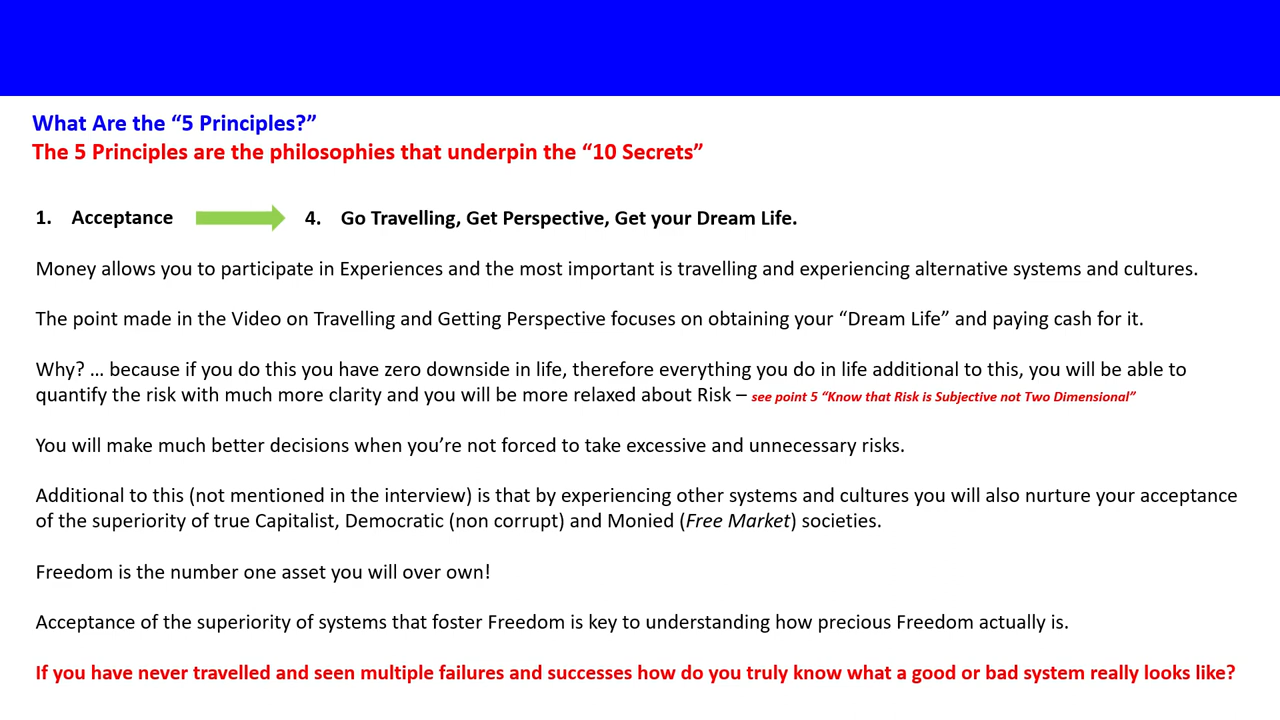 What Are the “5 Principles?”
The 5 Principles are the philosophies that underpin the “10 Secrets”
1. Acceptance 4. Go Travelling, Get Perspective, Get your Dream Life.
Money allows you to participate in Experiences and the most important is travelling and experiencing alternative systems and cultures.
The point made in the Video on Travelling and Getting Perspective focuses on obtaining your “Dream Life” and paying cash for it.
Why? … because if you do this you have zero downside in life, therefore everything you do in life additional to this, you will be able to
quantify the risk with much more clarity and you will be more relaxed about Risk – see point 5 “Know that Risk is Subjective not Two Dimensional”
You will make much better decisions when you’re not forced to take excessive and unnecessary risks.
Additional to this (not mentioned in the interview) is that by experiencing other systems and cultures you will also nurture your acceptance
of the superiority of true Capitalist, Democratic (non corrupt) and Monied (Free Market) societies.
Freedom is the number one asset you will over own!
Acceptance of the superiority of systems that foster Freedom is key to understanding how precious Freedom actually is.
If you have never travelled and seen multiple failures and successes how do you truly know what a good or bad system really looks like?